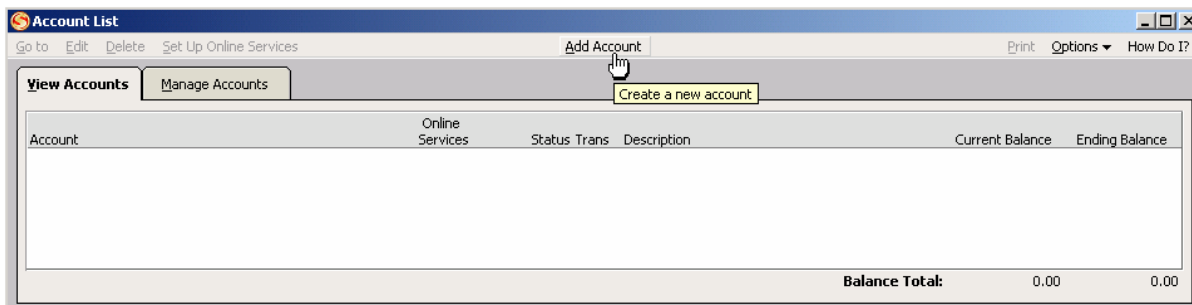 Account List
Go to Edit Delete Set Up Online Services Add Account Print Options How Do I?
Create a new account
View Accounts Manage Accounts
Account Online Services Status Trans Description Current Balance Ending Balance
Balance Total: 0.00 0.00